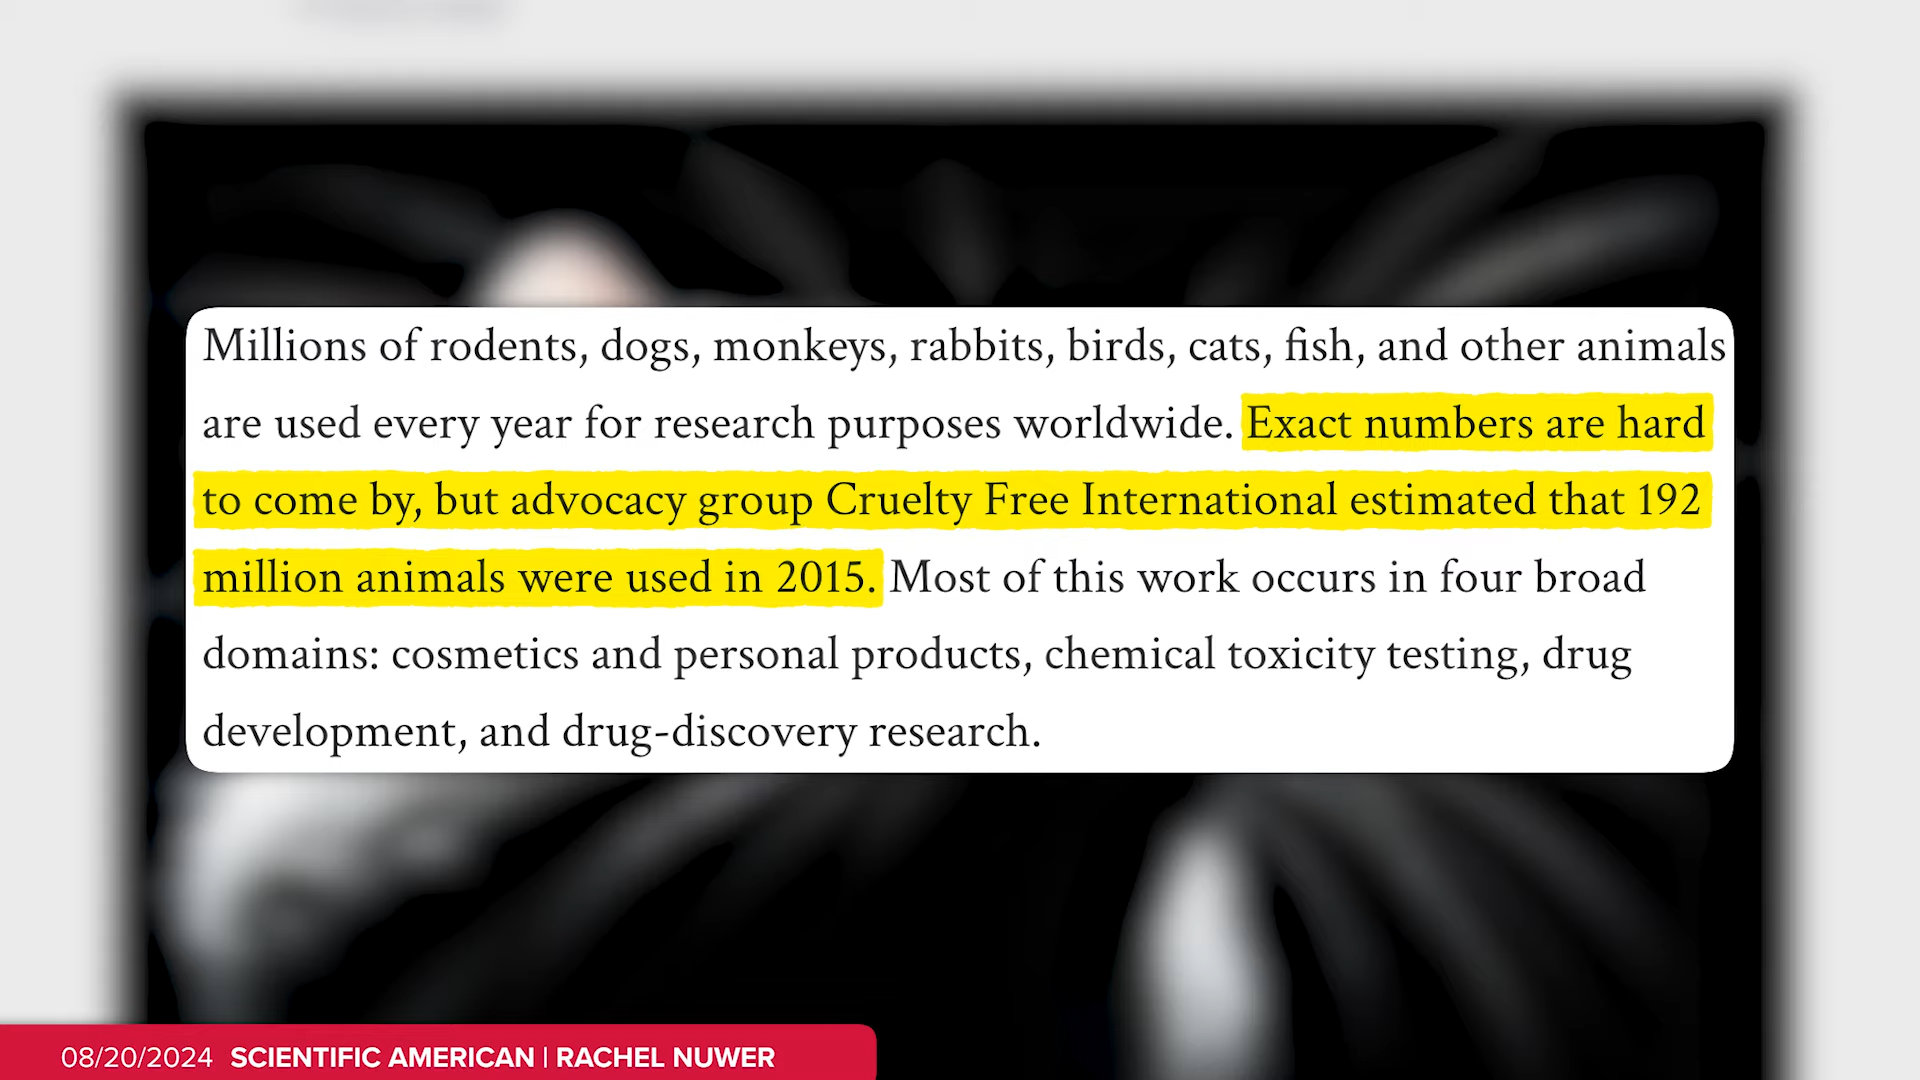 Millions of rodents, dogs, monkeys, rabbits, birds, cats, fish, and other animals
are used every year for research purposes worldwide. Exact numbers are hard
to come by, but advocacy group Cruelty Free International estimated that 192
million animals were used in 2015. Most of this work occurs in four broad
domains: cosmetics and personal products, chemical toxicity testing, drug
development, and drug-discovery research.
08/20/2024 SCIENTIFIC AMERICAN | RACHEL NUWER